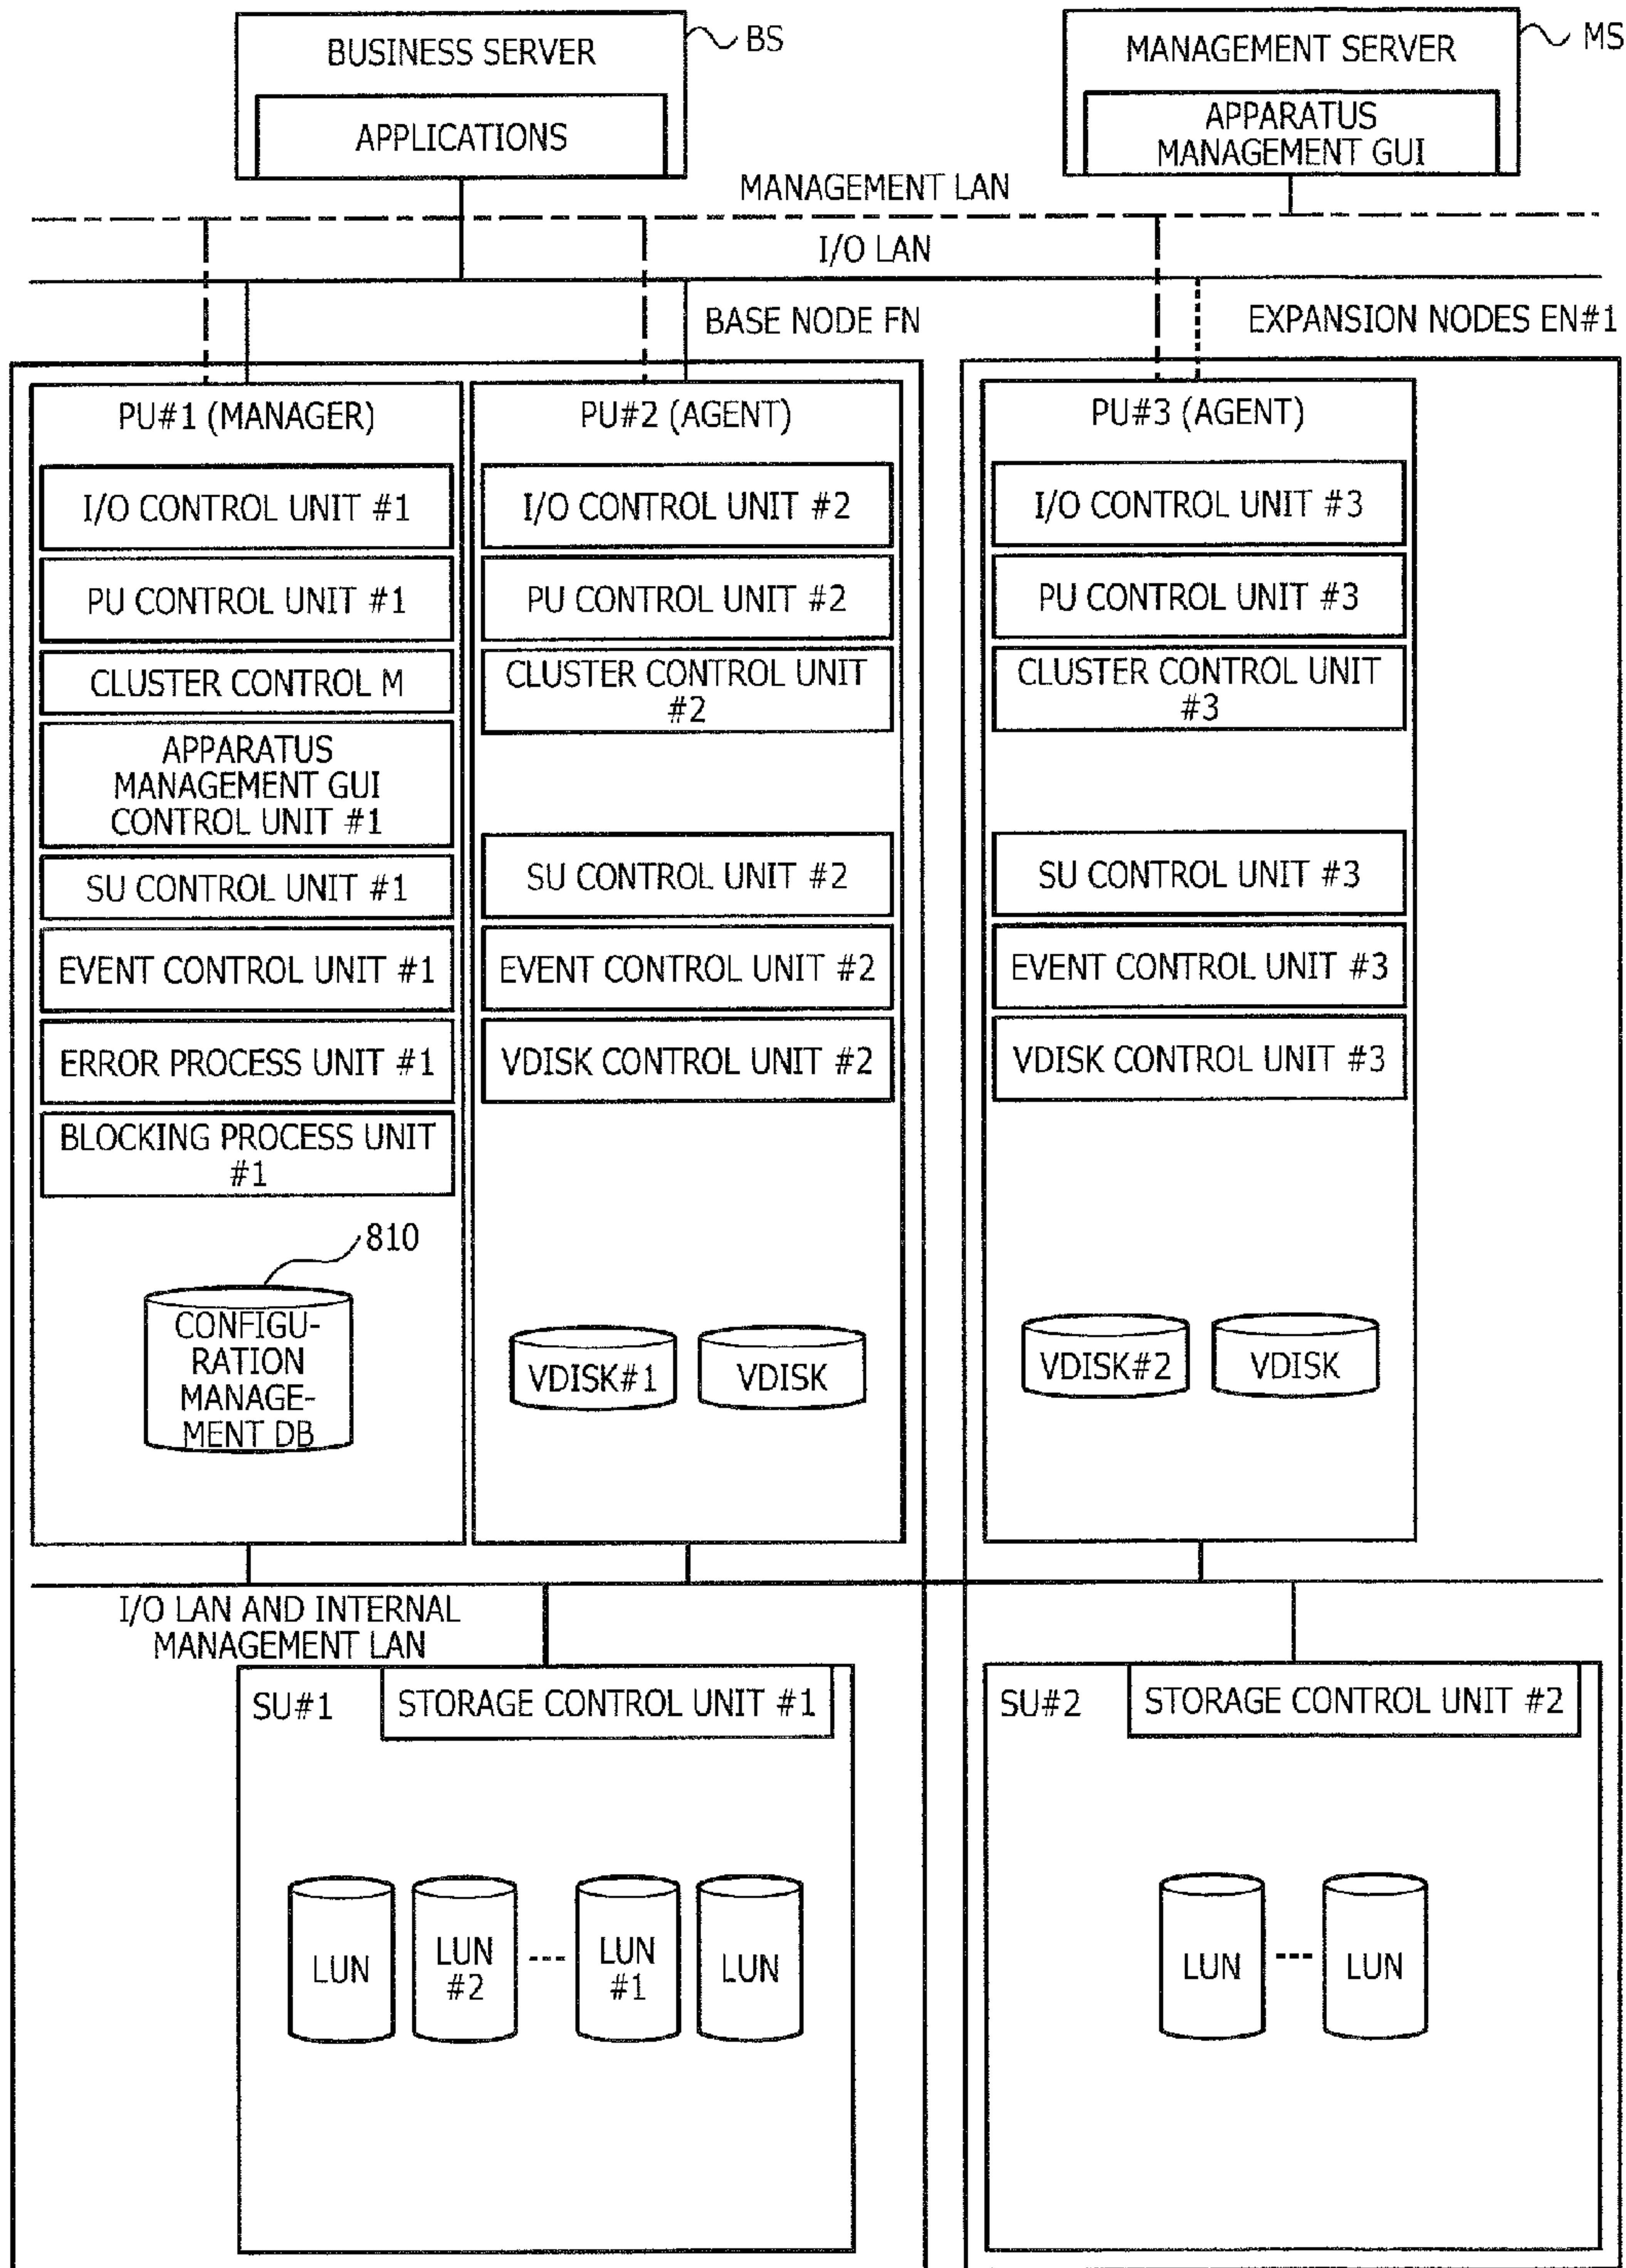 BUSINESS SERVER
BS
APPLICATIONS
MANAGEMENT SERVER
MS
APPARATUS
MANAGEMENT GUI
MANAGEMENT LAN
I/O LAN
BASE NODE FN
EXPANSION NODES EN#1
PU#1 (MANAGER)
I/O CONTROL UNIT #1
PU CONTROL UNIT #1
CLUSTER CONTROL M
APPARATUS
MANAGEMENT GUI
CONTROL UNIT #1
SU CONTROL UNIT #1
EVENT CONTROL UNIT #1
ERROR PROCESS UNIT #1
BLOCKING PROCESS UNIT
#1
810
CONFIGU-
RATION
MANAGE-
MENT DB
PU#2 (AGENT)
I/O CONTROL UNIT #2
PU CONTROL UNIT #2
CLUSTER CONTROL UNIT
#2
SU CONTROL UNIT #2
EVENT CONTROL UNIT #2
VDISK CONTROL UNIT #2
VDISK#1
VDISK
PU#3 (AGENT)
I/O CONTROL UNIT #3
PU CONTROL UNIT #3
CLUSTER CONTROL UNIT
#3
SU CONTROL UNIT #3
EVENT CONTROL UNIT #3
VDISK CONTROL UNIT #3
VDISK#2
VDISK
I/O LAN AND INTERNAL
MANAGEMENT LAN
SU#1
STORAGE CONTROL UNIT #1
LUN
LUN
#2
LUN
#1
LUN
SU#2
STORAGE CONTROL UNIT #2
LUN
LUN